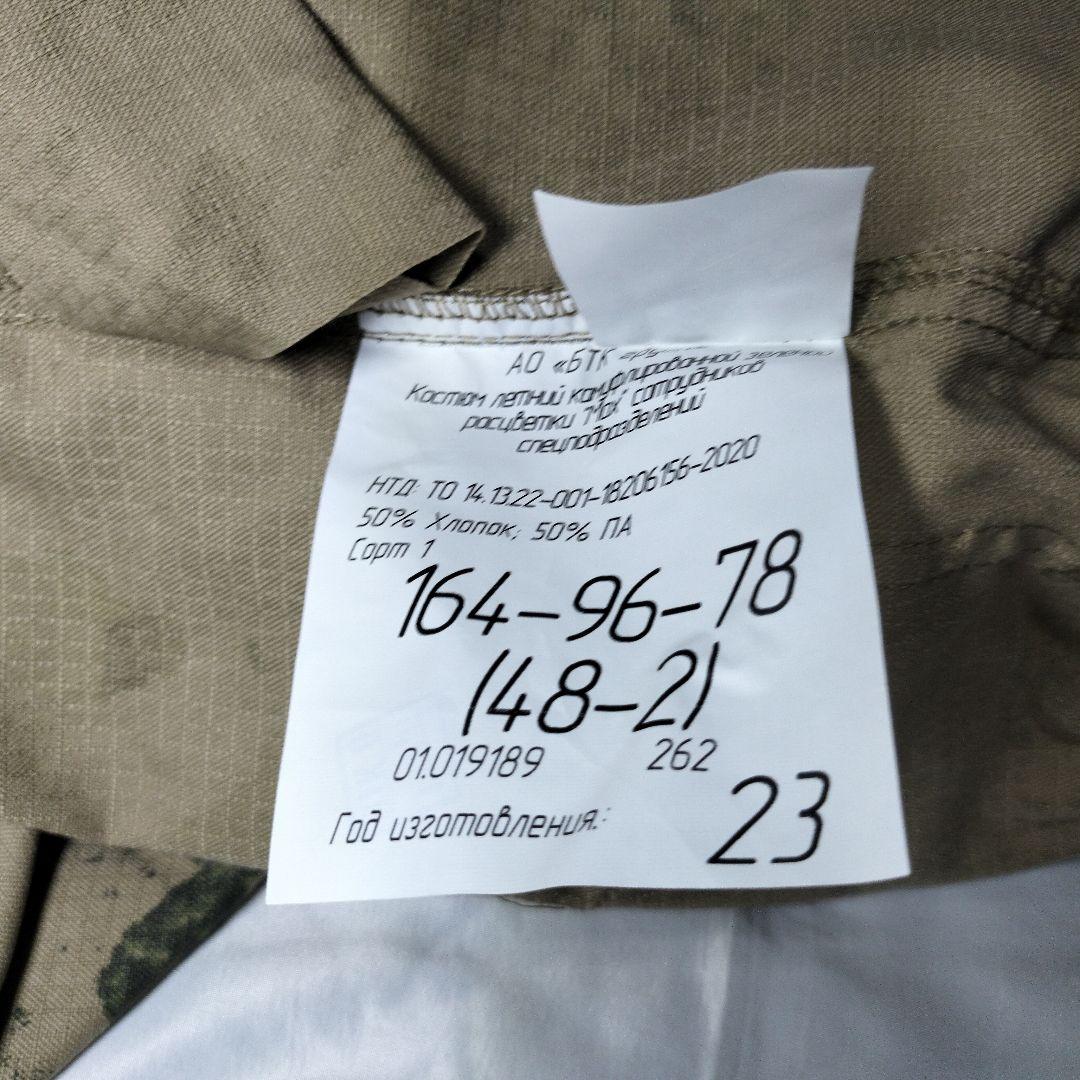 АО «БТК
Костюм летний камуфлированной зеленой
расцветки "Мох" сотрудников
спецподразделений
НТД: ТО 14.13.22-001-18206156-2020
50% Хлопок; 50% ПА
Сорт 1
164-96-78
(48-2)
01.019189 262
Год изготовления.: 23